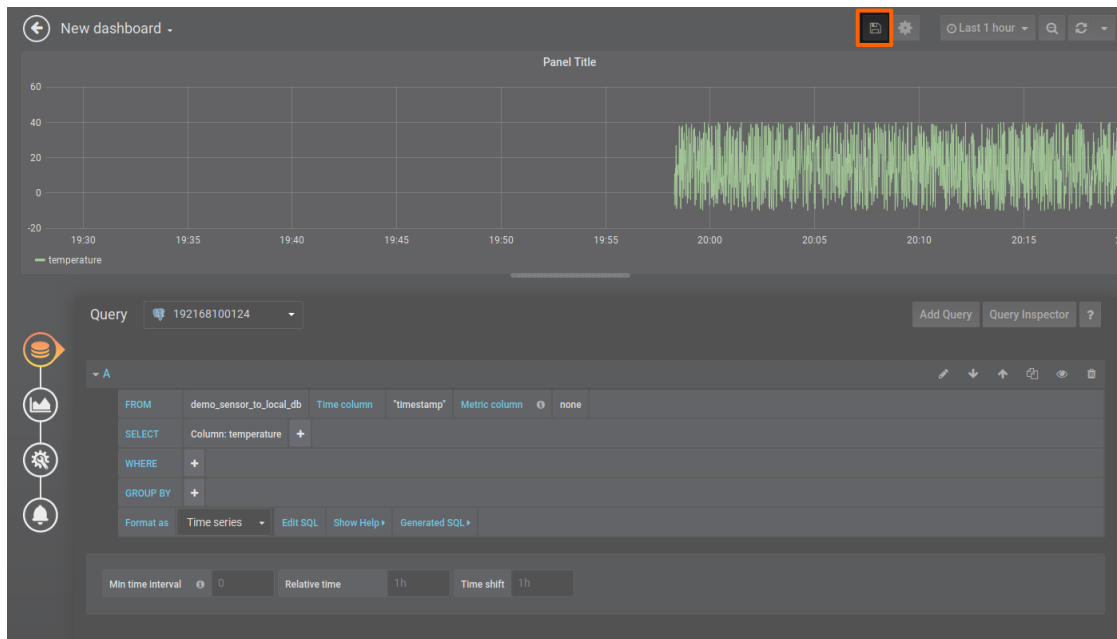 New dashboard
Last 1 hour
Panel Title
60
40
20
0
-20
19:30 19:35 19:40 19:45 19:50 19:55 20:00 20:05 20:10 20:15
temperature
Query 192168100124 Add Query Query Inspector ?
A
FROM demo_sensor_to_local_db Time column "timestamp" Metric column none
SELECT Column: temperature +
WHERE +
GROUP BY +
Format as Time series Edit SQL Show Help Generated SQL
Min time interval 0 Relative time 1h Time shift 1h